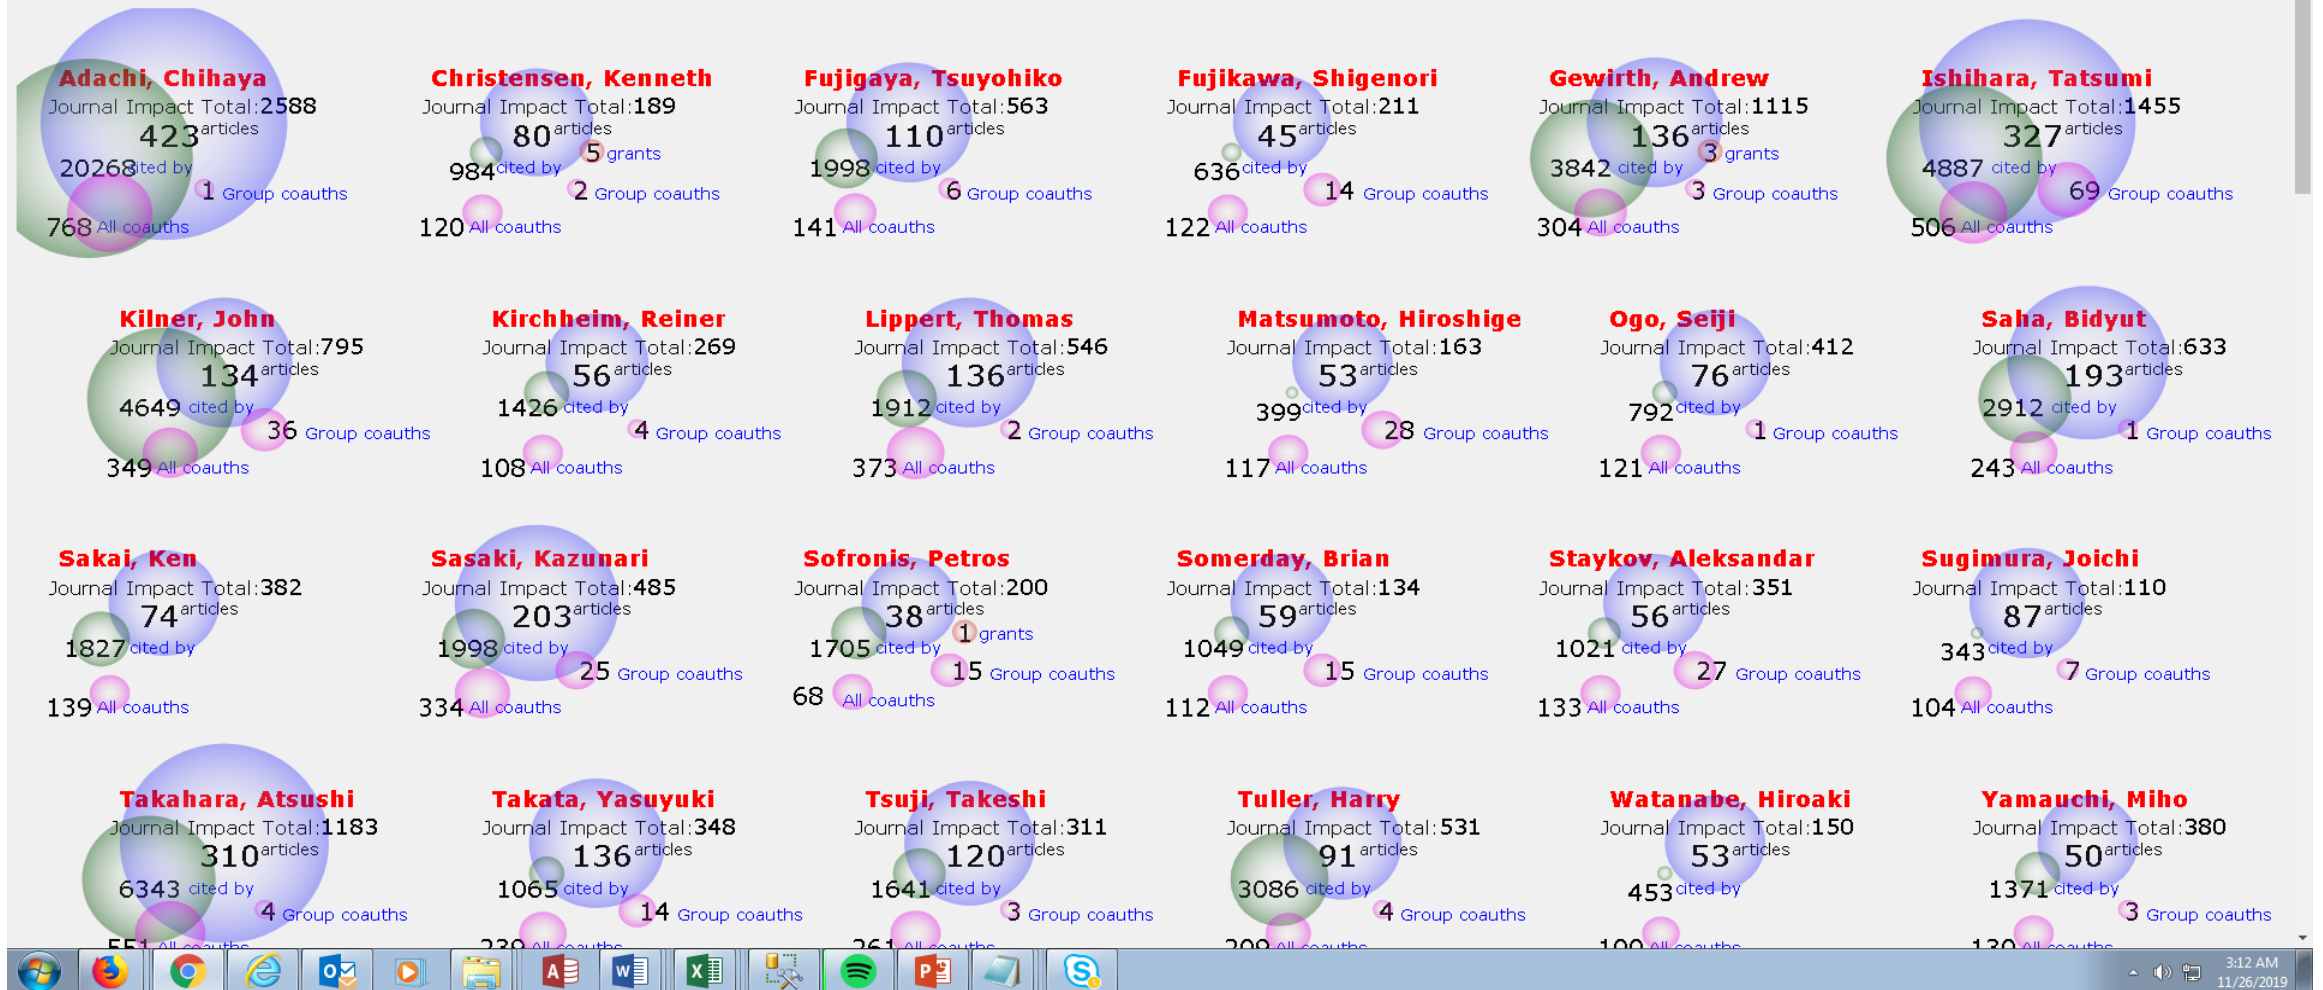 Adachi, Chihaya
Journal Impact Total:2588
423 articles
20268 cited by
1 Group coauths
768 All coauths
Christensen, Kenneth
Journal Impact Total:189
80 articles
5 grants
984 cited by
2 Group coauths
120 All coauths
Fujigaya, Tsuyohiko
Journal Impact Total:563
110 articles
1998 cited by
6 Group coauths
141 All coauths
Fujikawa, Shigenori
Journal Impact Total:211
45 articles
636 cited by
14 Group coauths
122 All coauths
Gewirth, Andrew
Journal Impact Total:1115
136 articles
3 grants
3842 cited by
3 Group coauths
304 All coauths
Ishihara, Tatsumi
Journal Impact Total:1455
327 articles
4887 cited by
69 Group coauths
506 All coauths
Kilner, John
Journal Impact Total:795
134 articles
4649 cited by
36 Group coauths
349 All coauths
Kirchheim, Reiner
Journal Impact Total:269
56 articles
1426 cited by
4 Group coauths
108 All coauths
Lippert, Thomas
Journal Impact Total:546
136 articles
1912 cited by
2 Group coauths
373 All coauths
Matsumoto, Hiroshige
Journal Impact Total:163
53 articles
399 cited by
28 Group coauths
117 All coauths
Ogo, Seiji
Journal Impact Total:412
76 articles
792 cited by
1 Group coauths
121 All coauths
Saha, Bidyut
Journal Impact Total:633
193 articles
2912 cited by
1 Group coauths
243 All coauths
Sakai, Ken
Journal Impact Total:382
74 articles
1827 cited by
139 All coauths
Sasaki, Kazunari
Journal Impact Total:485
203 articles
1998 cited by
25 Group coauths
334 All coauths
Sofronis, Petros
Journal Impact Total:200
38 articles
1 grants
1705 cited by
15 Group coauths
68 All coauths
Somerday, Brian
Journal Impact Total:134
59 articles
1049 cited by
15 Group coauths
112 All coauths
Staykov, Aleksandar
Journal Impact Total:351
56 articles
1021 cited by
27 Group coauths
133 All coauths
Sugimura, Joichi
Journal Impact Total:110
87 articles
343 cited by
7 Group coauths
104 All coauths
Takahara, Atsushi
Journal Impact Total:1183
310 articles
6343 cited by
4 Group coauths
551 All coauths
Takata, Yasuyuki
Journal Impact Total:348
136 articles
1065 cited by
14 Group coauths
239 All coauths
Tsuji, Takeshi
Journal Impact Total:311
120 articles
1641 cited by
3 Group coauths
261 All coauths
Tuller, Harry
Journal Impact Total:531
91 articles
3086 cited by
4 Group coauths
209 All coauths
Watanabe, Hiroaki
Journal Impact Total:150
53 articles
453 cited by
100 All coauths
Yamauchi, Miho
Journal Impact Total:380
50 articles
1371 cited by
3 Group coauths
130 All coauths
3:12 AM
11/26/2019